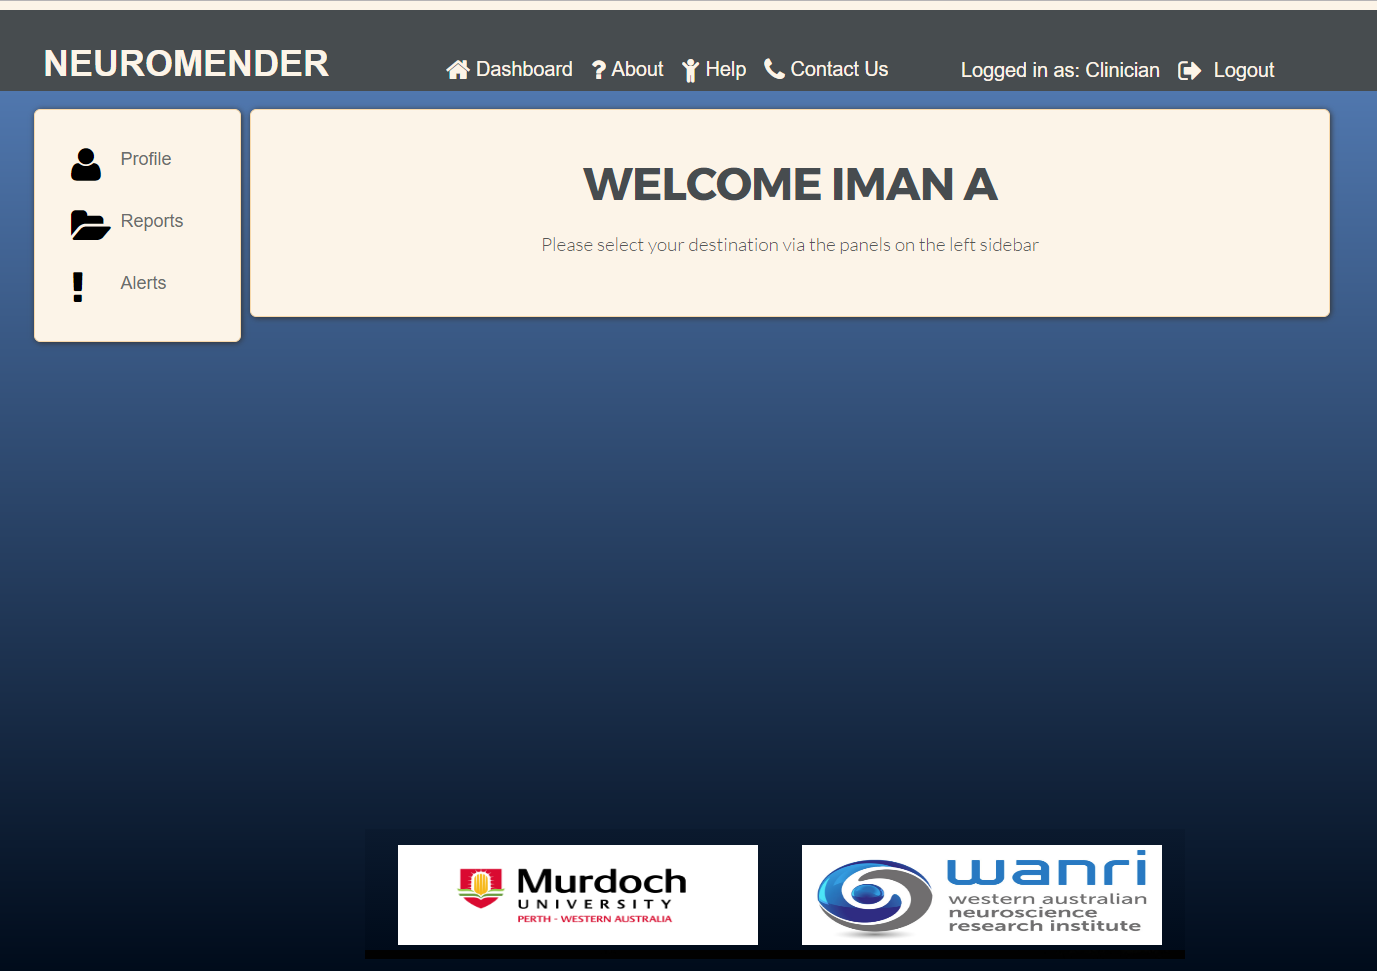 NEUROMENDER
Dashboard About Help Contact Us Logged in as: Clinician Logout
Profile
Reports
Alerts
WELCOME IMAN A
Please select your destination via the panels on the left sidebar
Murdoch
UNIVERSITY
PERTH - WESTERN AUSTRALIA
wanri
western australian
neuroscience
research institute